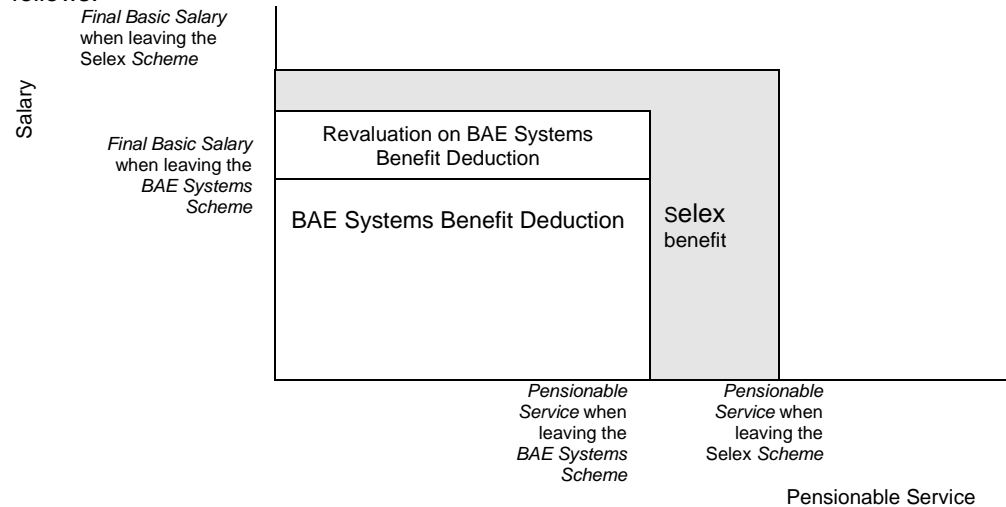 Final Basic Salary
when leaving the
Selex Scheme
Salary
Final Basic Salary
when leaving the
BAE Systems
Scheme
Revaluation on BAE Systems
Benefit Deduction
BAE Systems Benefit Deduction
selex
benefit
Pensionable
Service when
leaving the
BAE Systems
Scheme
Pensionable
Service when
leaving the
Selex Scheme
Pensionable Service